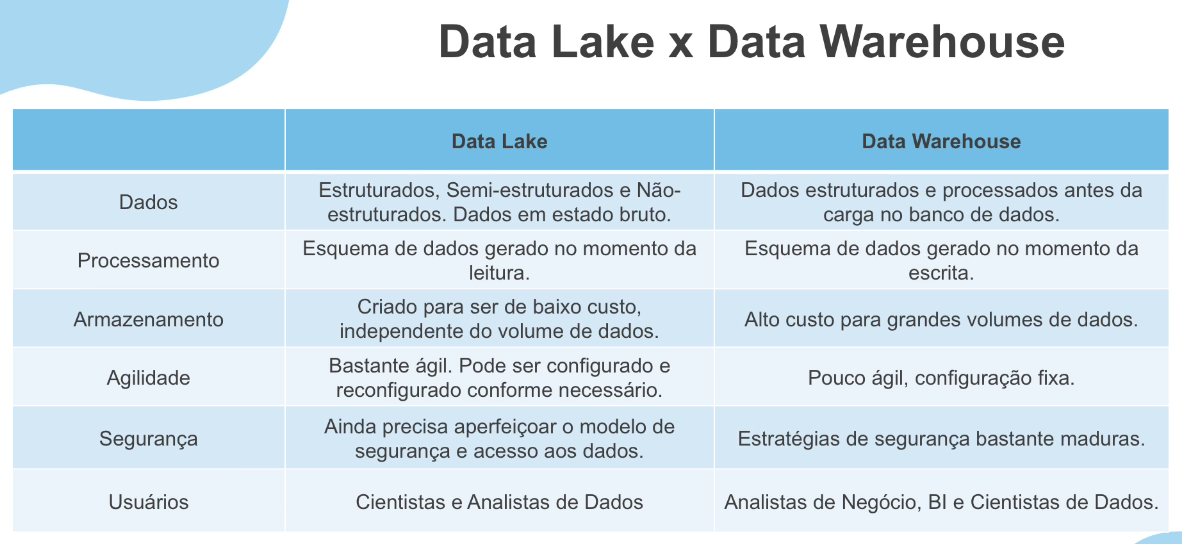 Data Lake x Data Warehouse
Data Lake
Data Warehouse
Dados
Estruturados, Semi-estruturados e Não-
estruturados. Dados em estado bruto.
Dados estruturados e processados antes da
carga no banco de dados.
Processamento
Esquema de dados gerado no momento da
leitura.
Esquema de dados gerado no momento da
escrita.
Armazenamento
Criado para ser de baixo custo,
independente do volume de dados.
Alto custo para grandes volumes de dados.
Agilidade
Bastante ágil. Pode ser configurado e
reconfigurado conforme necessário.
Pouco ágil, configuração fixa.
Segurança
Ainda precisa aperfeiçoar o modelo de
segurança e acesso aos dados.
Estratégias de segurança bastante maduras.
Usuários
Cientistas e Analistas de Dados
Analistas de Negócio, BI e Cientistas de Dados.